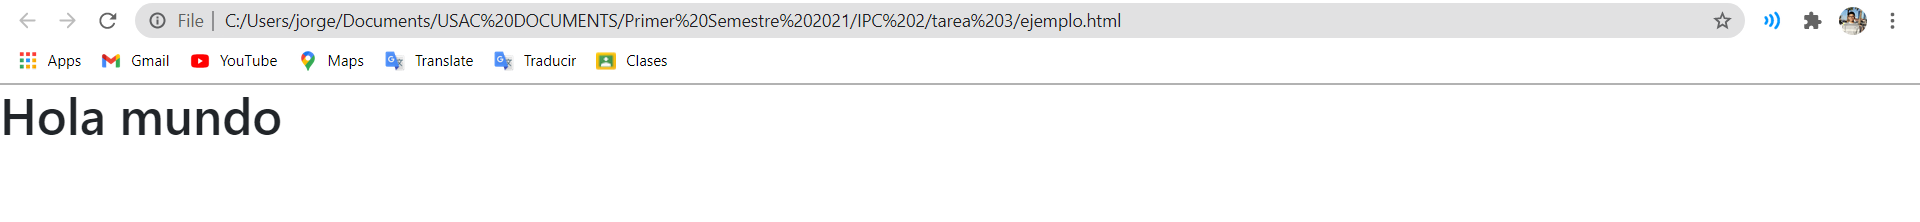 File | C:/Users/jorge/Documents/USAC%20DOCUMENTS/Primer%20Semestre%202021/IPC%202/tarea%203/ejemplo.html
Apps Gmail YouTube Maps Translate Traducir Clases
Hola mundo